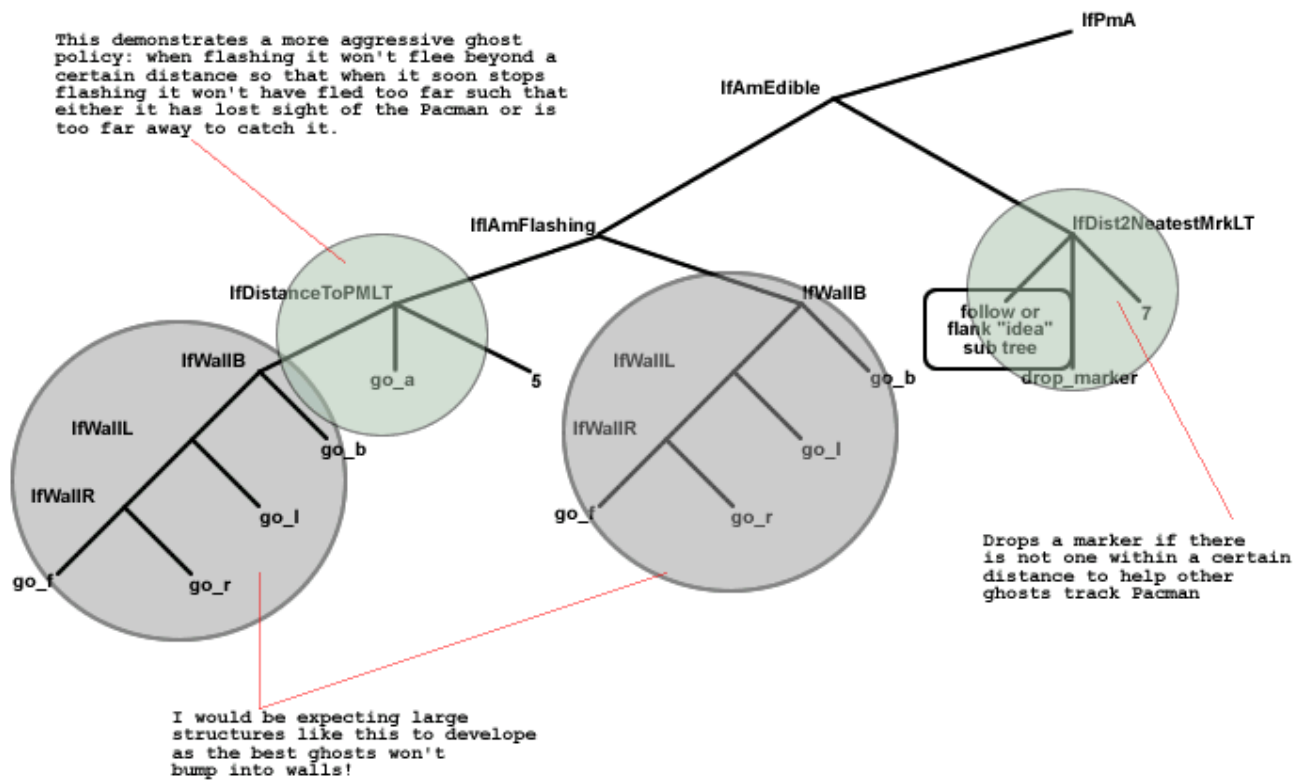 IfPmA
This demonstrates a more aggressive ghost
policy: when flashing it won't flee beyond a
certain distance so that when it soon stops
flashing it won't have fled too far such that
either it has lost sight of the Pacman or is
too far away to catch it.
IfAmEdible
IfIAmFlashing
IfDist2NeatestMrkLT
IfDistanceToPMLT
IfWallB
follow or
flank "idea"
sub tree
7
IfWallB
IfWallL
go_a
5
go_b
drop_marker
IfWallL
IfWallR
go_b
go_l
IfWallR
go_l
go_f
go_r
go_f
go_r
Drops a marker if there
is not one within a certain
distance to help other
ghosts track Pacman
I would be expecting large
structures like this to develope
as the best ghosts won't
bump into walls!